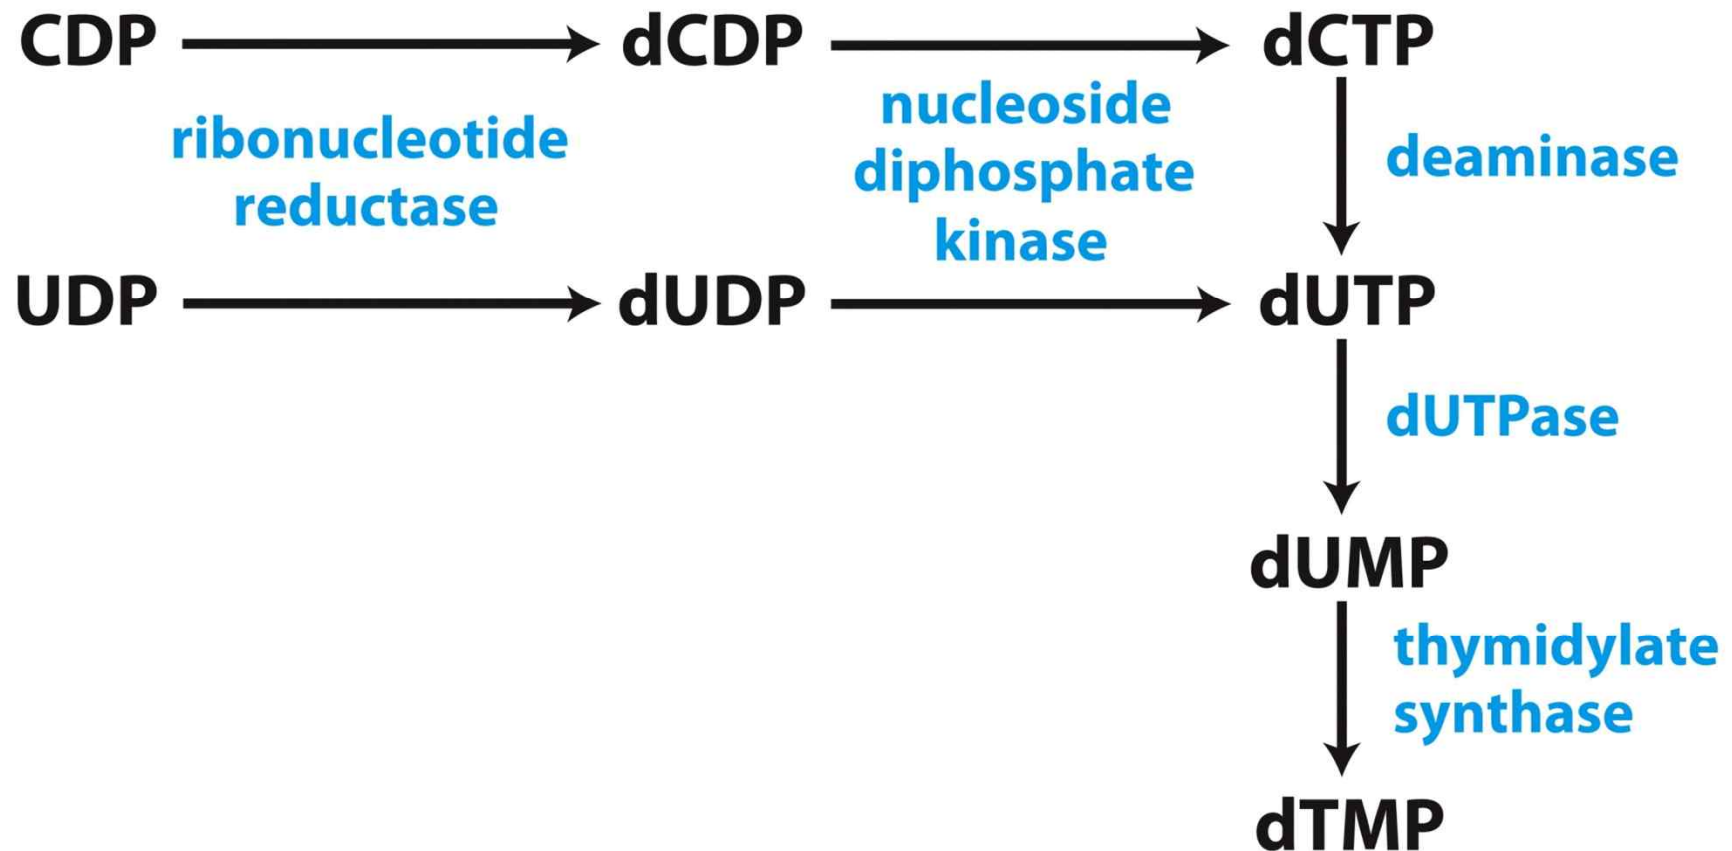 CDP
dCDP
dCTP
ribonucleotide
reductase
nucleoside
diphosphate
kinase
deaminase
UDP
dUDP
dUTP
dUTPase
dUMP
thymidylate
synthase
dTMP